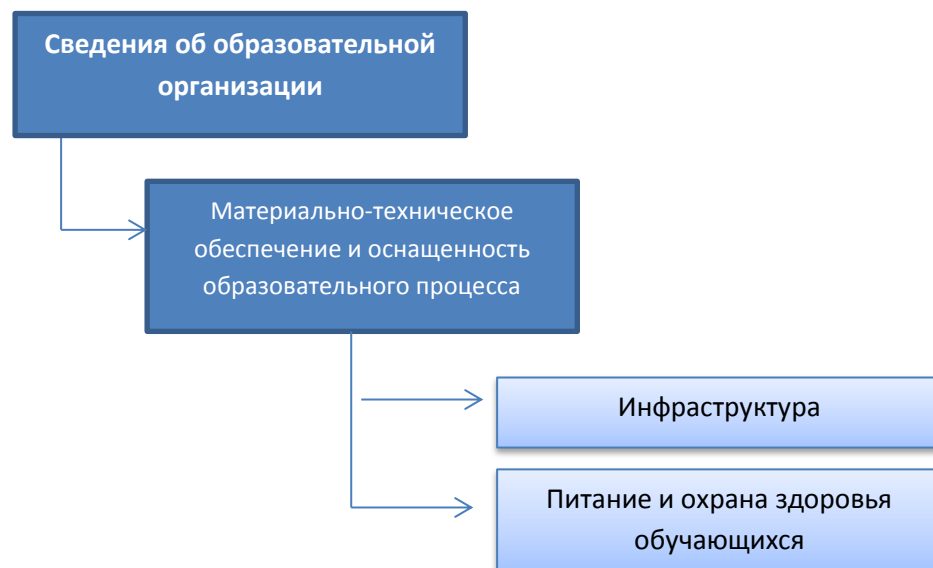 Сведения об образовательной
организации
Материально-техническое
обеспечение и оснащенность
образовательного процесса
Инфраструктура
Питание и охрана здоровья
обучающихся